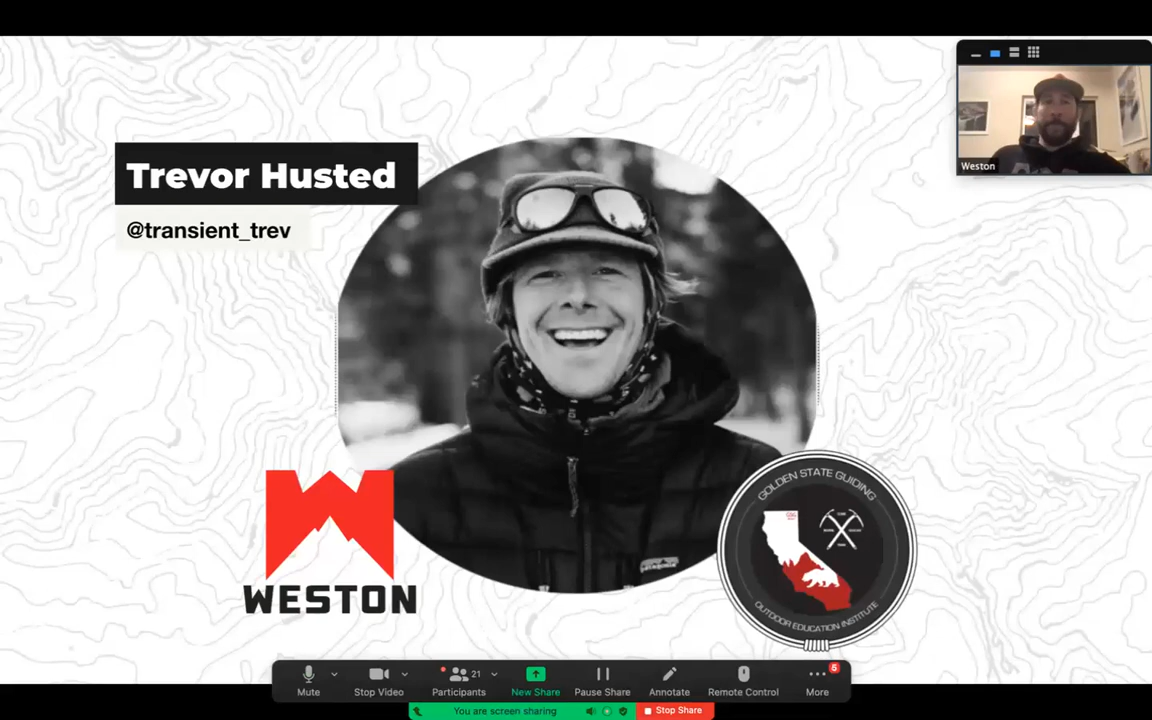 Trevor Husted
@transient_trev
Weston
WESTON
GOLDEN STATE GUIDING
OUTDOOR EDUCATION INSTITUTE
patagonia
21
5
Mute
Stop Video
Participants
New Share
Pause Share
Annotate
Remote Control
More
You are screen sharing
Stop Share